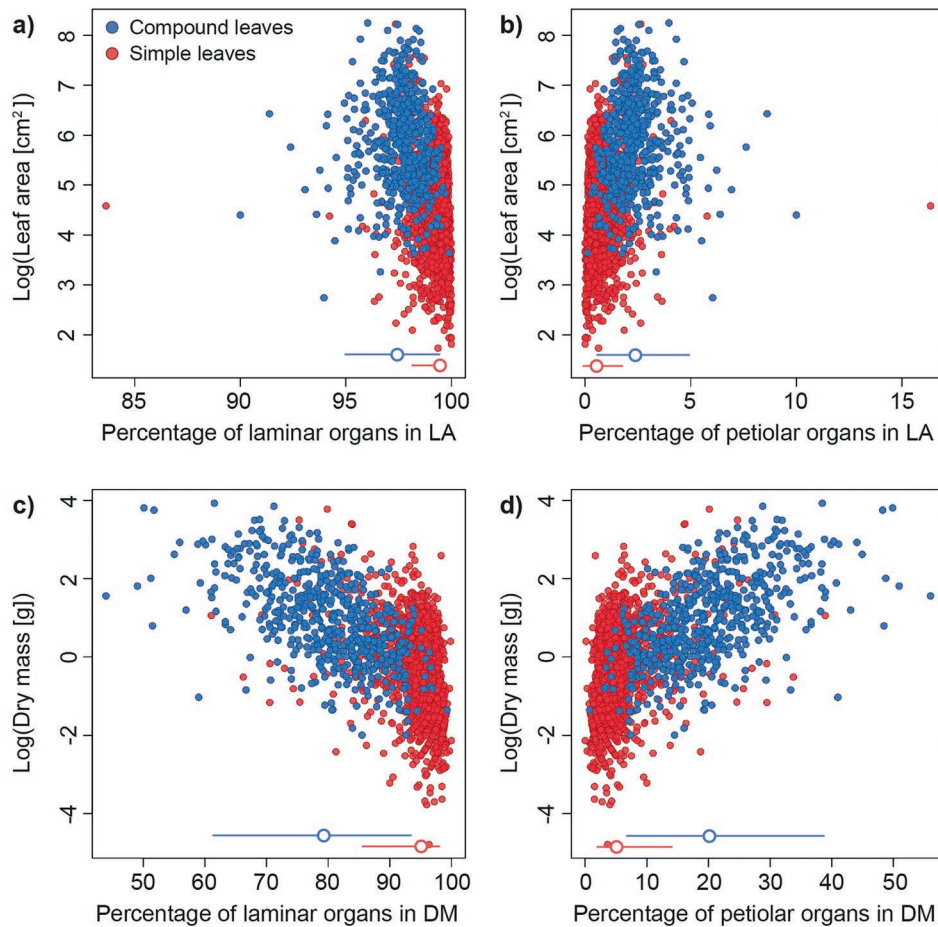 a)
Compound leaves
Simple leaves
Log(Leaf area [cm²])
8
7
6
5
4
3
2
85 90 95 100
Percentage of laminar organs in LA
b)
Log(Leaf area [cm²])
8
7
6
5
4
3
2
0 5 10 15
Percentage of petiolar organs in LA
c)
Log(Dry mass [g])
4
2
0
-2
-4
50 60 70 80 90 100
Percentage of laminar organs in DM
d)
Log(Dry mass [g])
4
2
0
-2
-4
0 10 20 30 40 50
Percentage of petiolar organs in DM